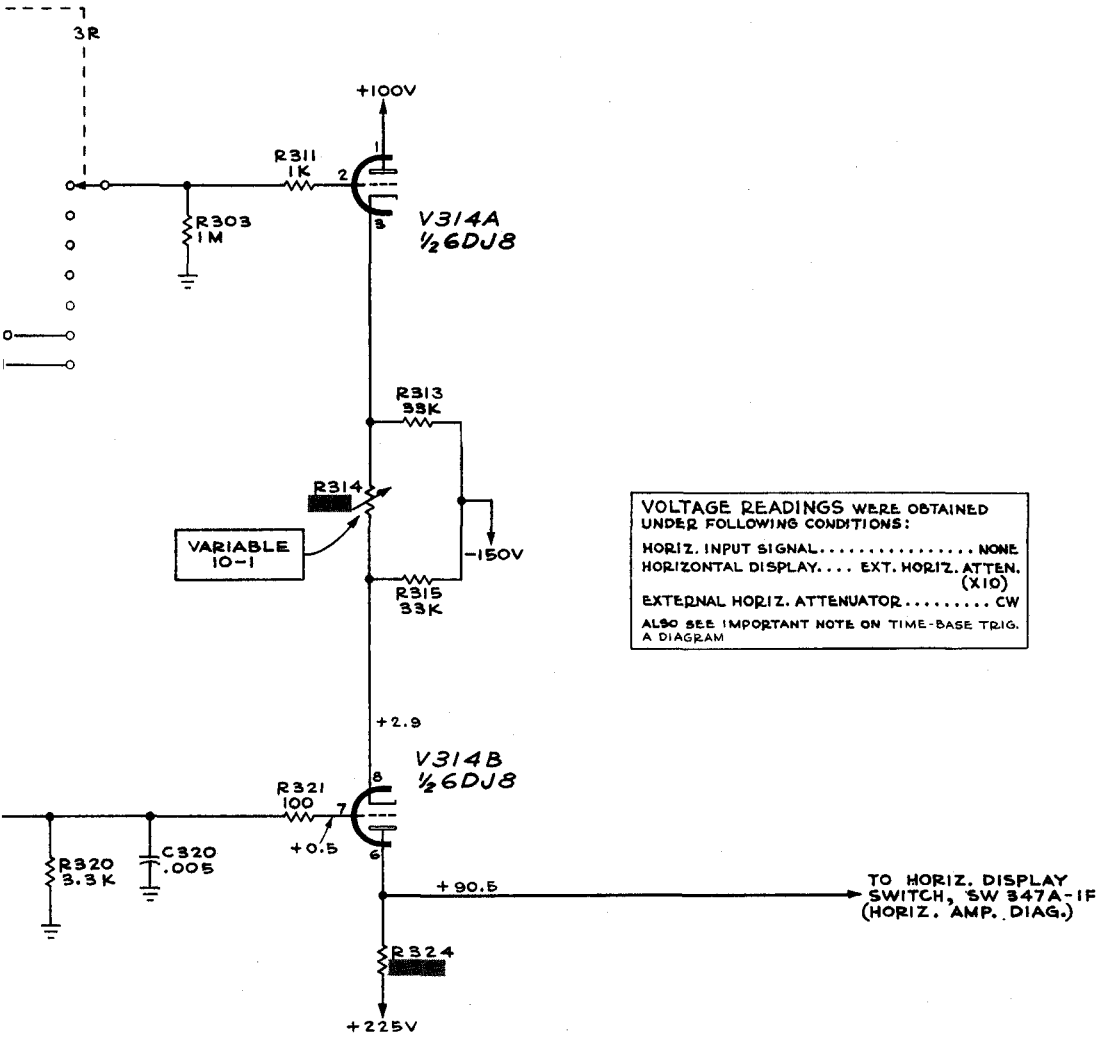 3R
+100V
R311
1K
1
2
3
R303
1M
V314A
½6DJ8
R313
33K
R314
VARIABLE
10-1
-150V
R315
33K
VOLTAGE READINGS WERE OBTAINED
UNDER FOLLOWING CONDITIONS:
HORIZ. INPUT SIGNAL................ NONE
HORIZONTAL DISPLAY.... EXT. HORIZ. ATTEN.
(X10)
EXTERNAL HORIZ. ATTENUATOR......... CW
ALSO SEE IMPORTANT NOTE ON TIME-BASE TRIG.
A DIAGRAM
+2.9
V314B
½6DJ8
8
R321
100
7
+0.5
6
R320
3.3K
C320
.005
+90.5
TO HORIZ. DISPLAY
SWITCH, SW 347A-1F
(HORIZ. AMP. DIAG.)
R324
+225V